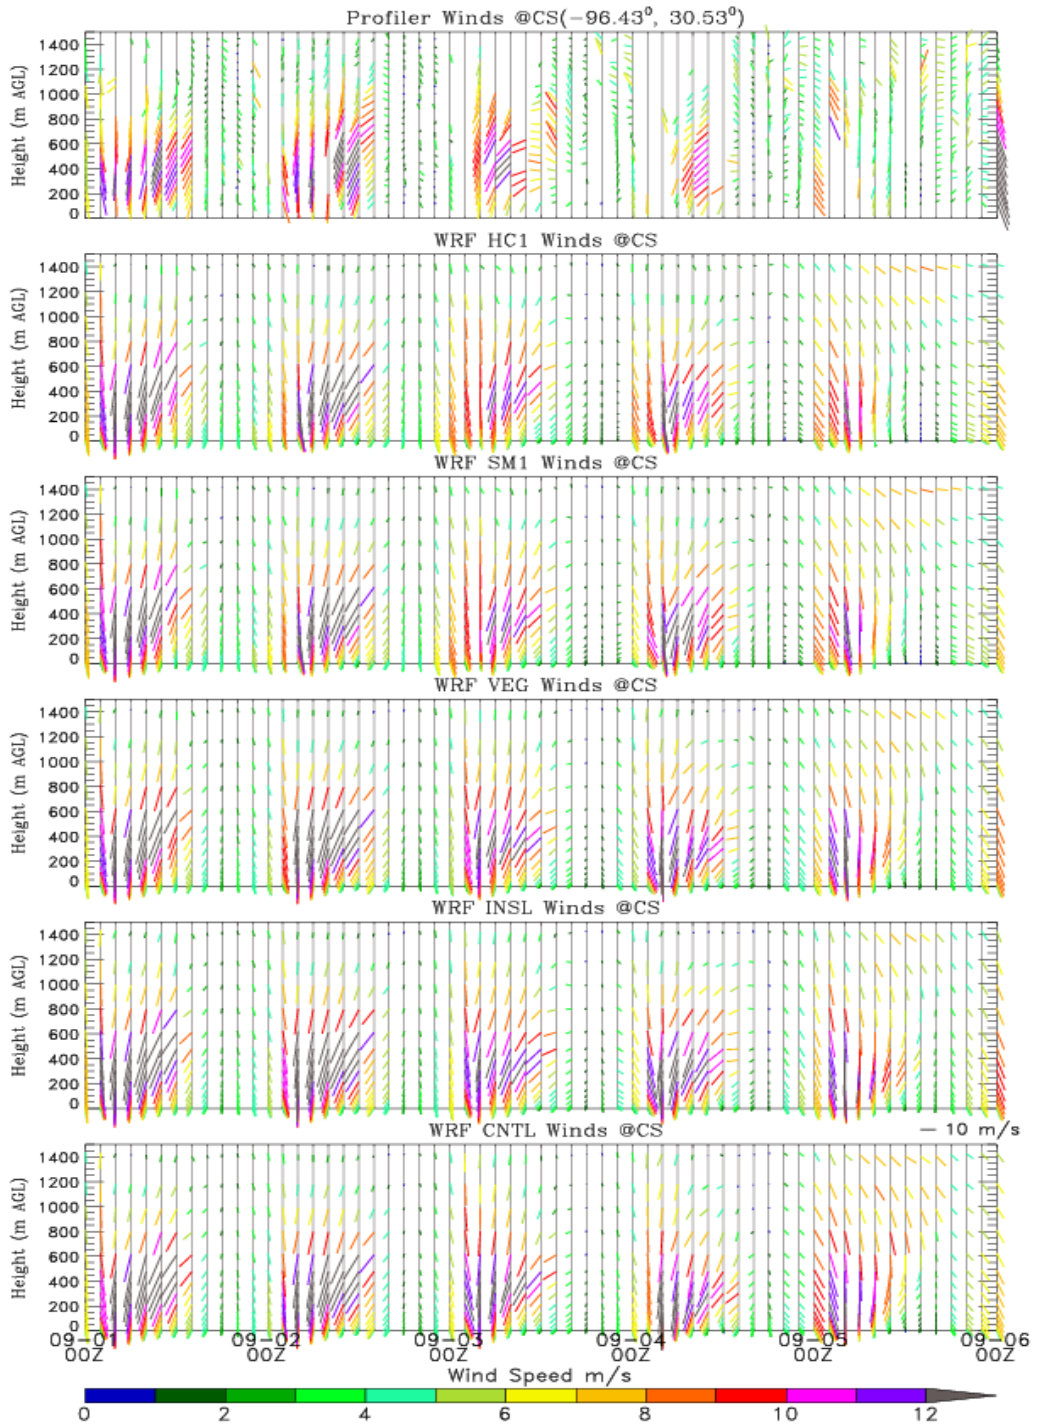 Profiler Winds @CS(−96.43⁰, 30.53⁰)
Height (m AGL)
1400
1200
1000
800
600
400
200
0
WRF HC1 Winds @CS
Height (m AGL)
1400
1200
1000
800
600
400
200
0
WRF SM1 Winds @CS
Height (m AGL)
1400
1200
1000
800
600
400
200
0
WRF VEG Winds @CS
Height (m AGL)
1400
1200
1000
800
600
400
200
0
WRF INSL Winds @CS
Height (m AGL)
1400
1200
1000
800
600
400
200
0
WRF CNTL Winds @CS
— 10 m/s
Height (m AGL)
1400
1200
1000
800
600
400
200
0
09-01 09-02 09-03 09-04 09-05 09-06
00Z 00Z 00Z 00Z 00Z 00Z
Wind Speed m/s
0 2 4 6 8 10 12